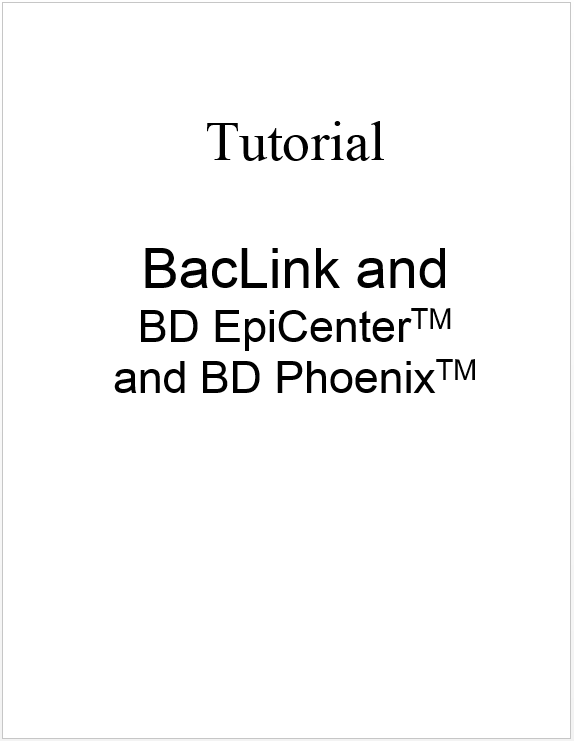 Tutorial
BacLink and
BD EpiCenter™
and BD Phoenix™